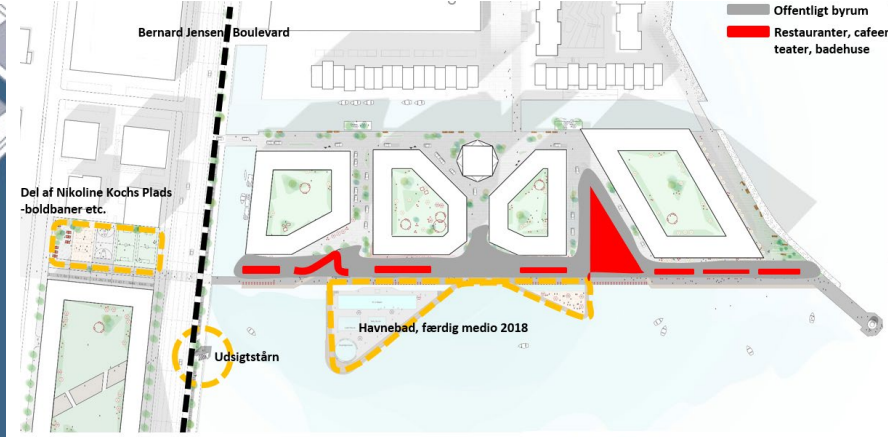 Bernard Jensens Boulevard
Offentligt byrum
Restauranter, cafeer
teater, badehuse
Del af Nikoline Kochs Plads
-boldbaner etc.
Havnebad, færdig medio 2018
Udsigtstårn